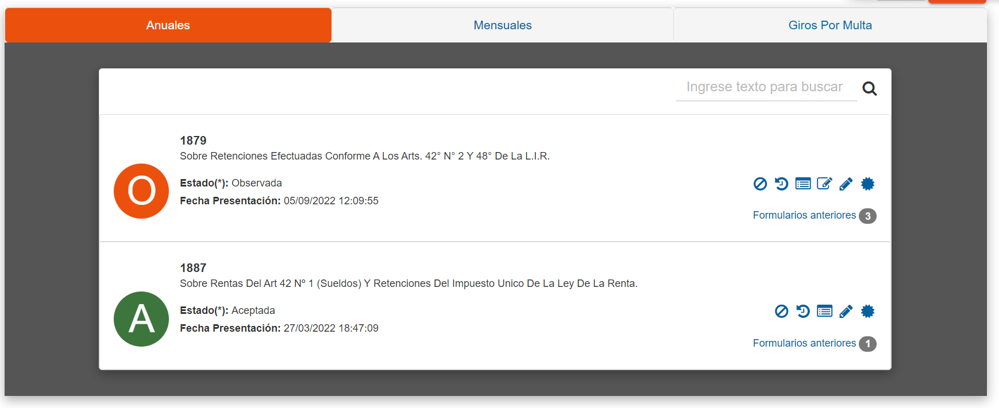 Anuales
Mensuales
Giros Por Multa
Ingrese texto para buscar
1879
Sobre Retenciones Efectuadas Conforme A Los Arts. 42° N° 2 Y 48° De La L.I.R.
O
Estado(*): Observada
Fecha Presentación: 05/09/2022 12:09:55
Formularios anteriores 3
1887
Sobre Rentas Del Art 42 Nº 1 (Sueldos) Y Retenciones Del Impuesto Unico De La Ley De La Renta.
A
Estado(*): Aceptada
Fecha Presentación: 27/03/2022 18:47:09
Formularios anteriores 1